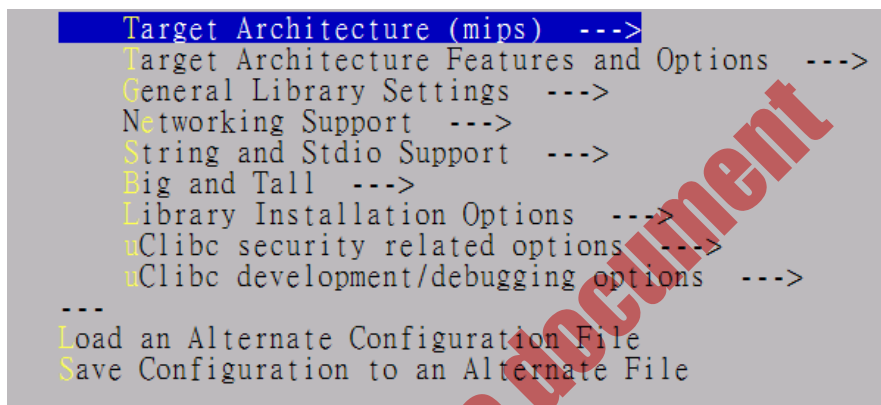 Target Architecture (mips)  --->
Target Architecture Features and Options  --->
General Library Settings  --->
Networking Support  --->
String and Stdio Support  --->
Big and Tall  --->
Library Installation Options  --->
uClibc security related options  --->
uClibc development/debugging options  --->
---
Load an Alternate Configuration File
Save Configuration to an Alternate File
document